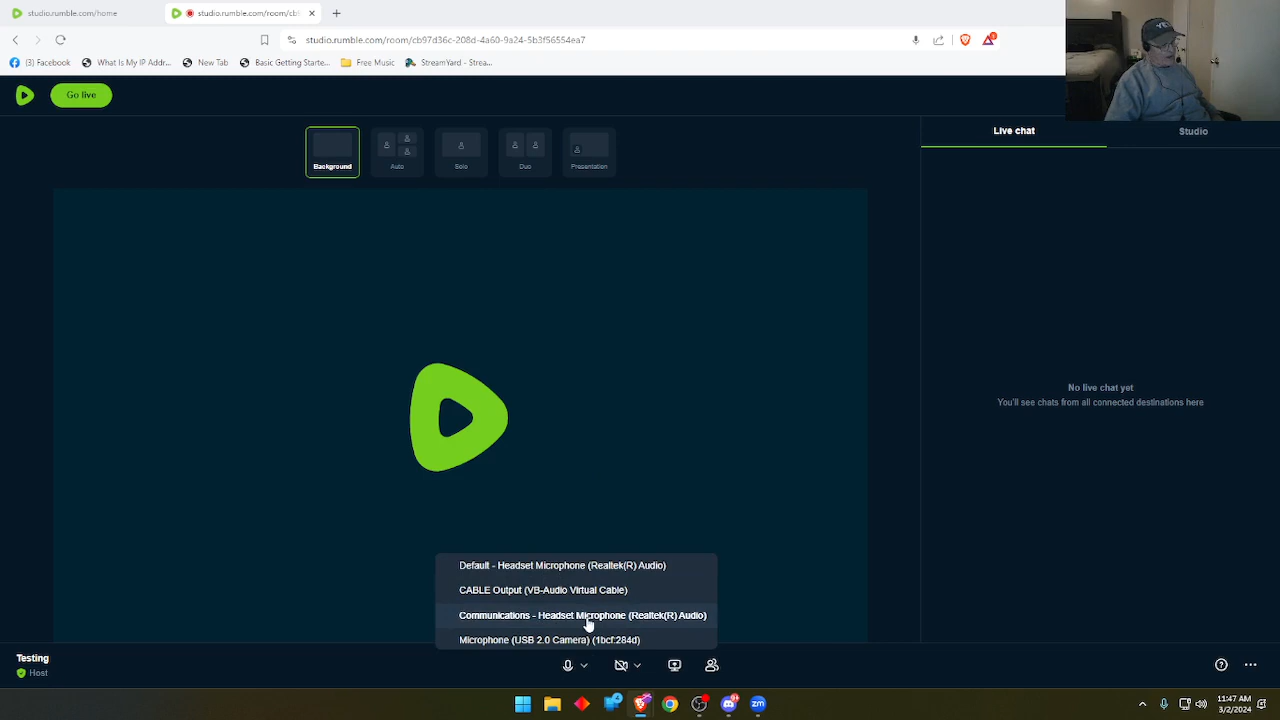 studio.rumble.com/home
studio.rumble.com/room/cb
studio.rumble.com/room/cb97d36c-208d-4a60-9a24-5b3f56554ea7
(3) Facebook
What Is My IP Addr...
New Tab
Basic Getting Starte...
Free Music
StreamYard - Strea...
Go live
Background
Auto
Solo
Duo
Presentation
Live chat
Studio
No live chat yet
You'll see chats from all connected destinations here
Default - Headset Microphone (Realtek(R) Audio)
CABLE Output (VB-Audio Virtual Cable)
Communications - Headset Microphone (Realtek(R) Audio)
Microphone (USB 2.0 Camera) (1bcf:284d)
Testing
Host
zm
11:47 AM
3/2/2024